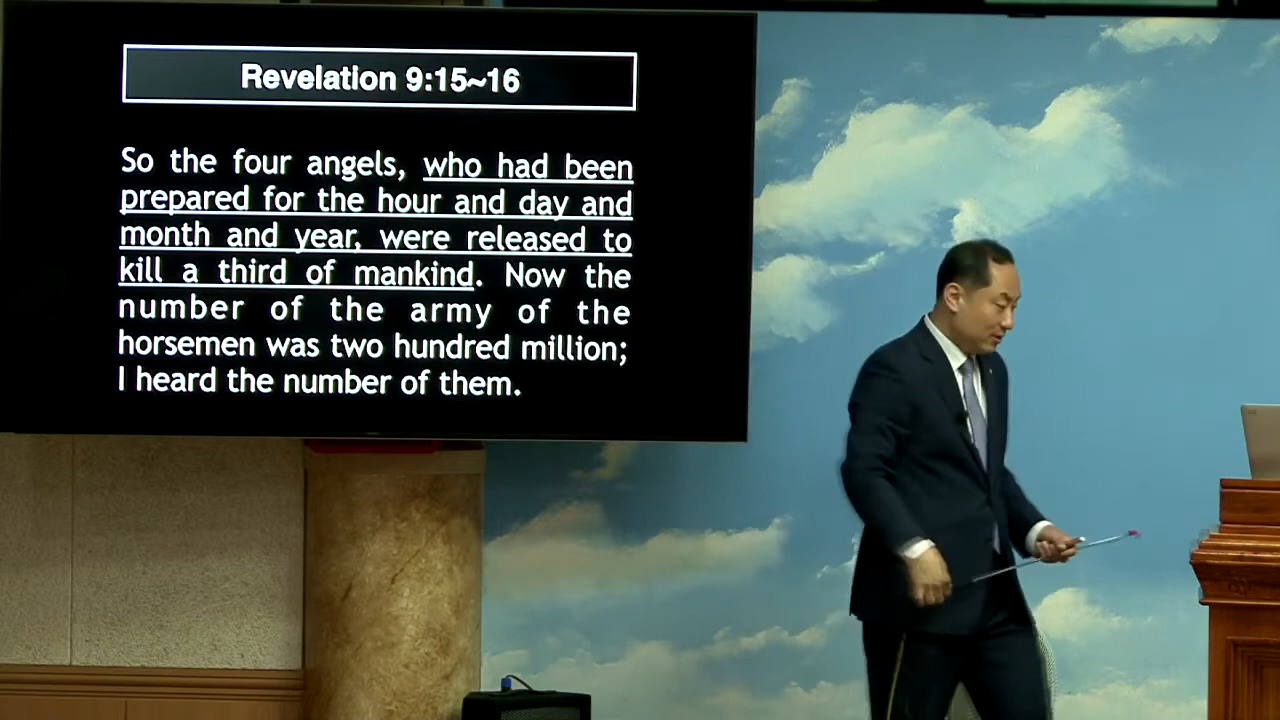 Revelation 9:15~16
So the four angels, who had been
prepared for the hour and day and
month and year, were released to
kill a third of mankind. Now the
number of the army of the
horsemen was two hundred million;
I heard the number of them.